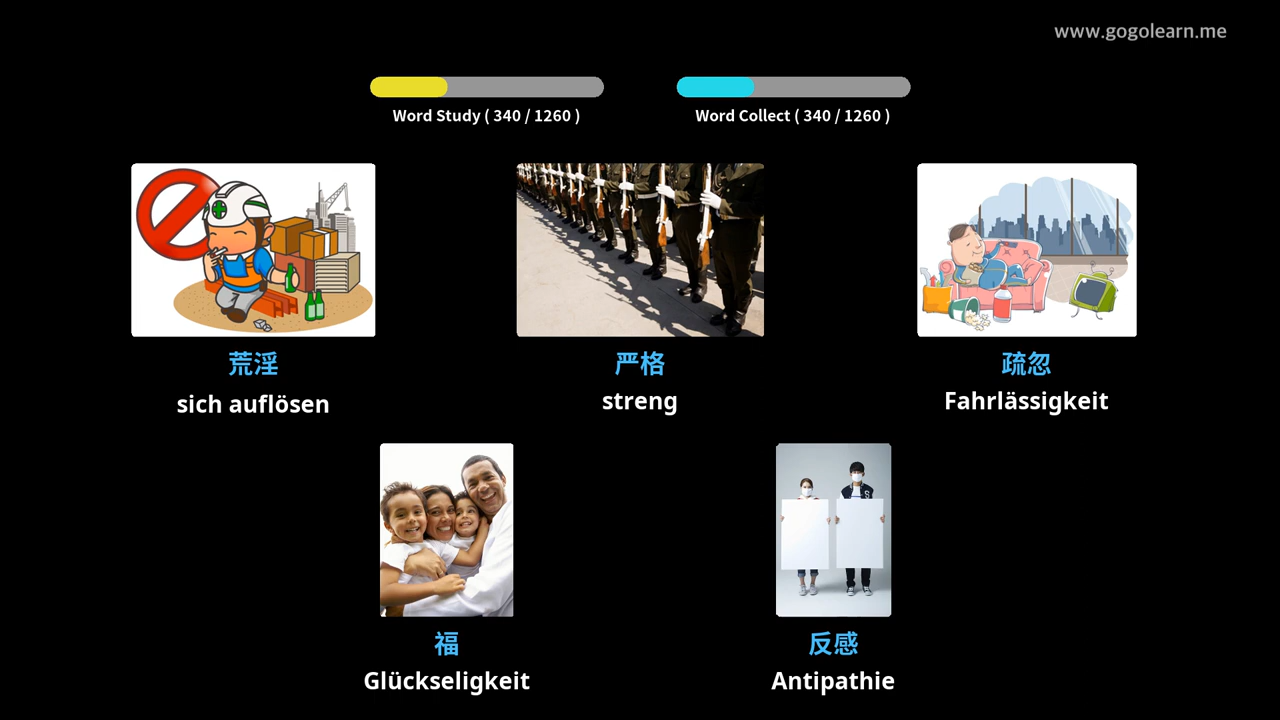 www.gogolearn.me
Word Study ( 340 / 1260 )
Word Collect ( 340 / 1260 )
荒淫
严格
疏忽
sich auflösen
streng
Fahrlässigkeit
福
反感
Glückseligkeit
Antipathie